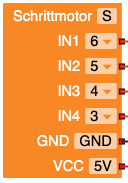 Schrittmotor S
IN1 6
IN2 5
IN3 4
IN4 3
GND GND
VCC 5V